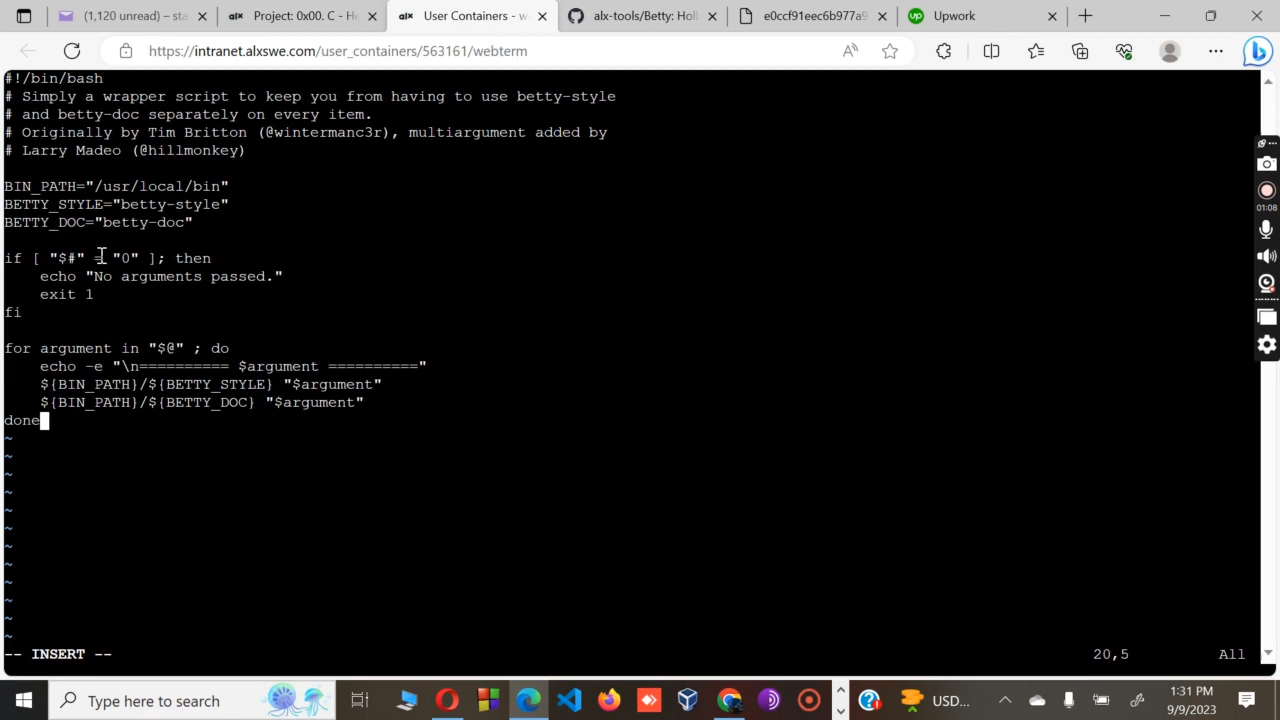 (1,120 unread) – sta
Project: 0x00. C - He
User Containers - w
alx-tools/Betty: Holl
e0ccf91eec6b977a9
Upwork
https://intranet.alxswe.com/user_containers/563161/webterm
#!/bin/bash
# Simply a wrapper script to keep you from having to use betty-style
# and betty-doc separately on every item.
# Originally by Tim Britton (@wintermanc3r), multiargument added by
# Larry Madeo (@hillmonkey)
BIN_PATH="/usr/local/bin"
BETTY_STYLE="betty-style"
BETTY_DOC="betty-doc"
if [ "$#" = "0" ]; then
    echo "No arguments passed."
    exit 1
fi
for argument in "$@" ; do
    echo -e "\n========== $argument =========="
    ${BIN_PATH}/${BETTY_STYLE} "$argument"
    ${BIN_PATH}/${BETTY_DOC} "$argument"
done
~
~
~
~
~
~
~
~
~
~
~
~
-- INSERT --
20,5
All
01:08
Type here to search
USD...
1:31 PM
9/9/2023